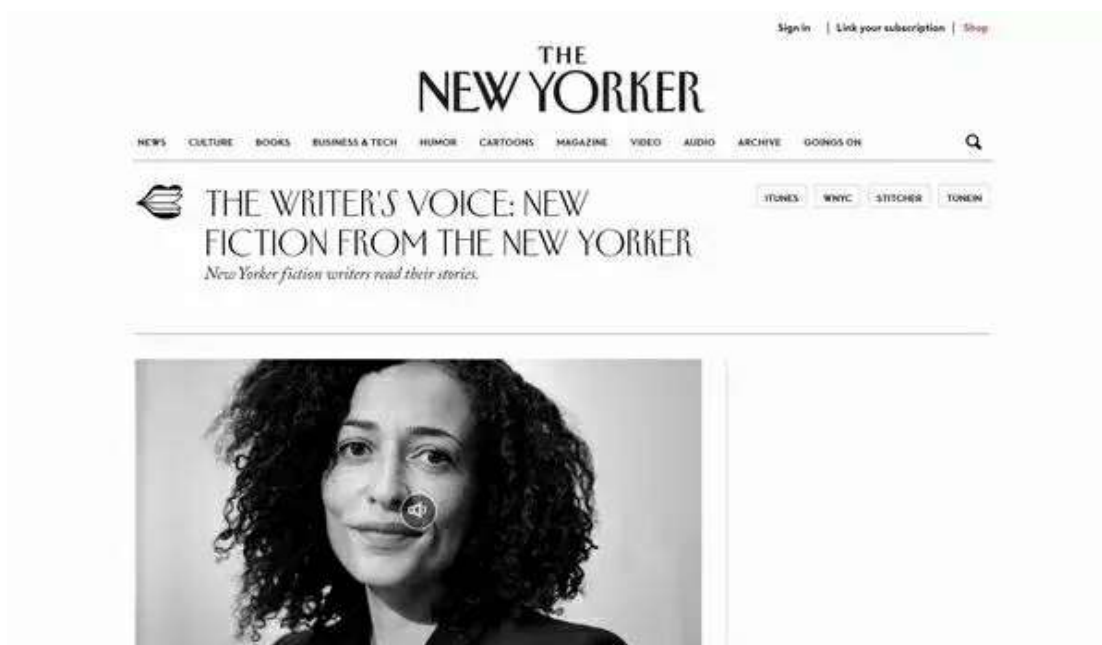 Sign in | Link your subscription | Shop
THE
NEW YORKER
NEWS CULTURE BOOKS BUSINESS & TECH HUMOR CARTOONS MAGAZINE VIDEO AUDIO ARCHIVE GOINGS ON
THE WRITER'S VOICE: NEW
FICTION FROM THE NEW YORKER
New Yorker fiction writers read their stories.
ITUNES WNYC STITCHER TUNEIN